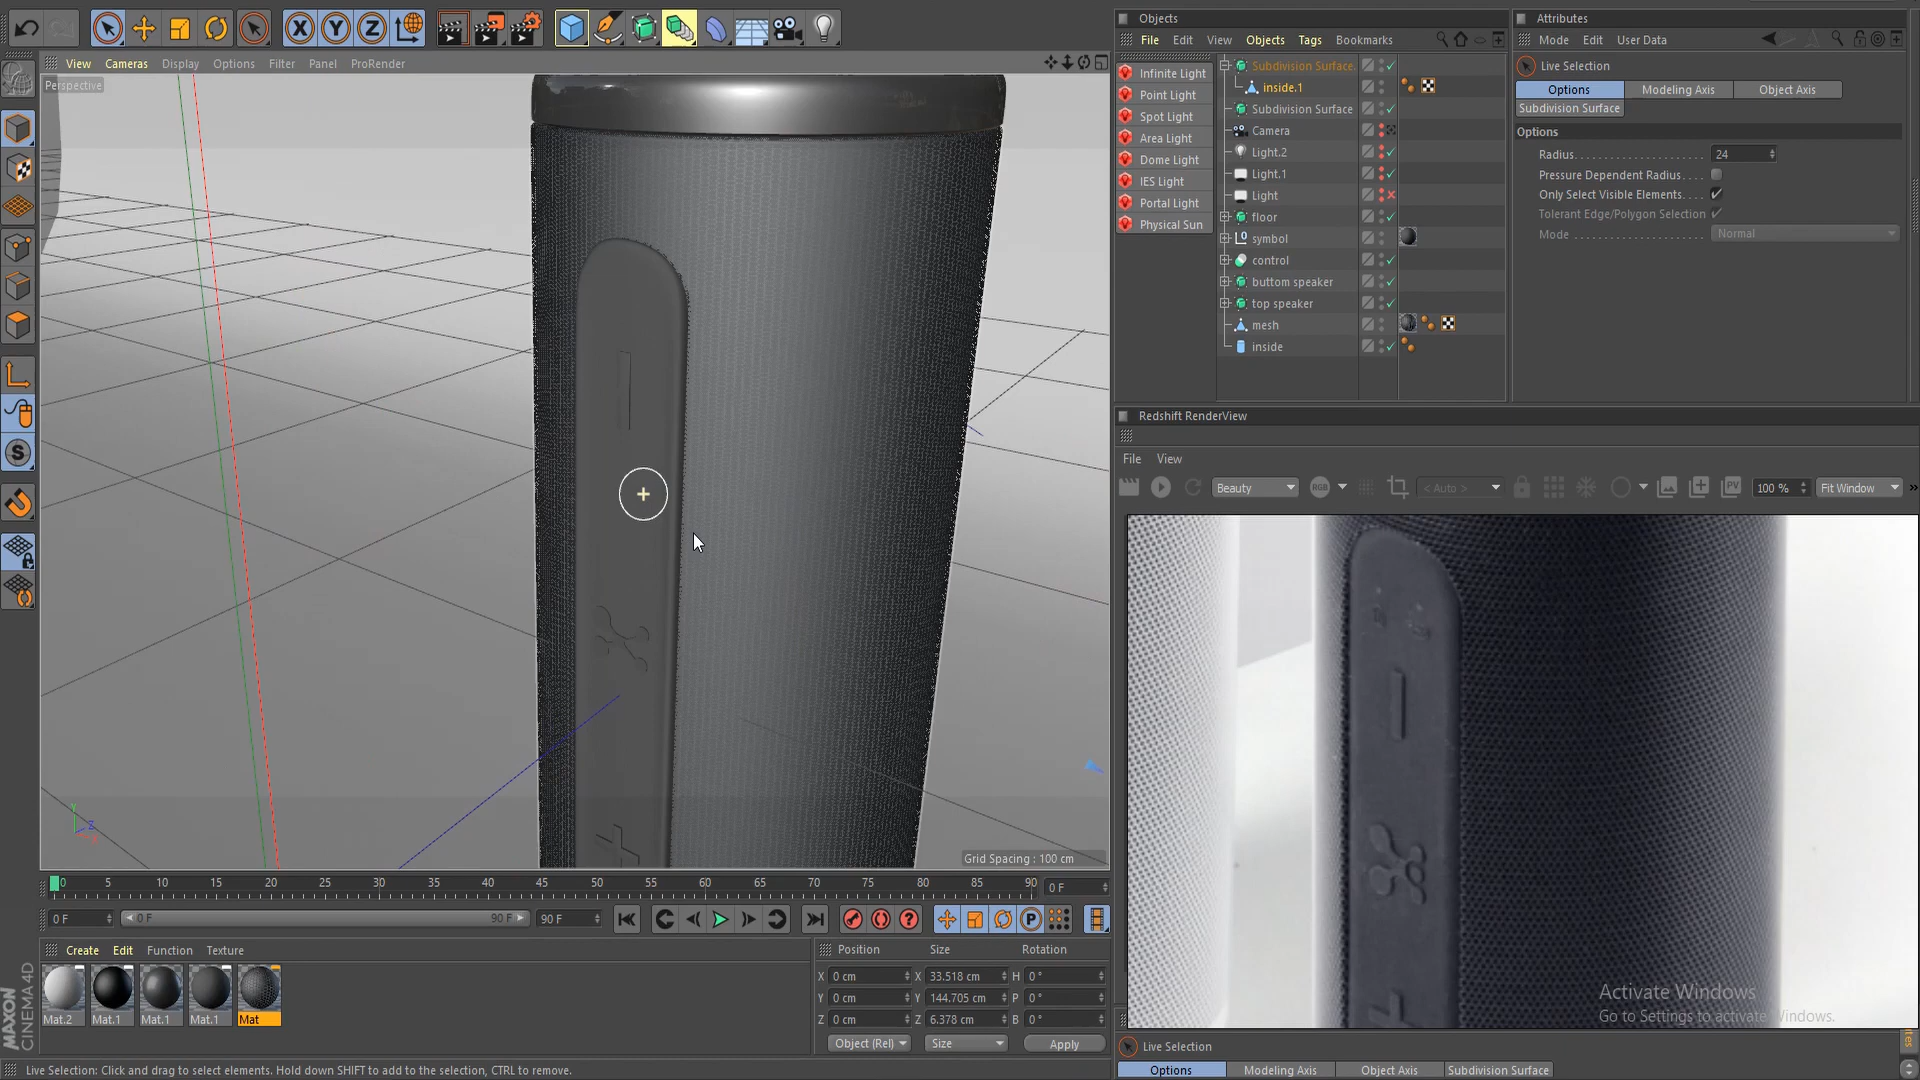 Objects
File Edit View Objects Tags Bookmarks
Infinite Light
Point Light
Spot Light
Area Light
Dome Light
IES Light
Portal Light
Physical Sun
Subdivision Surface.
inside.1
Subdivision Surface
Camera
Light.2
Light.1
Light
floor
symbol
control
buttom speaker
top speaker
mesh
inside
Attributes
Mode Edit User Data
Live Selection
Options Modeling Axis Object Axis
Subdivision Surface
Options
Radius 24
Pressure Dependent Radius
Only Select Visible Elements
Tolerant Edge/Polygon Selection
Mode Normal
View Cameras Display Options Filter Panel ProRender
Perspective
Grid Spacing : 100 cm
Redshift RenderView
File View
Beauty RGB < Auto > PV 100 % Fit Window
Activate Windows
Go to Settings to activate Windows.
0 5 10 15 20 25 30 35 40 45 50 55 60 65 70 75 80 85 90 0 F
0 F 0 F 90 F 90 F
Create Edit Function Texture
Mat.2 Mat.1 Mat.1 Mat.1 Mat
MAXON
CINEMA 4D
Position Size Rotation
X 0 cm X 33.518 cm H 0 °
Y 0 cm Y 144.705 cm P 0 °
Z 0 cm Z 6.378 cm B 0 °
Object (Rel) Size Apply
Live Selection
Options Modeling Axis Object Axis Subdivision Surface
Live Selection: Click and drag to select elements. Hold down SHIFT to add to the selection, CTRL to remove.